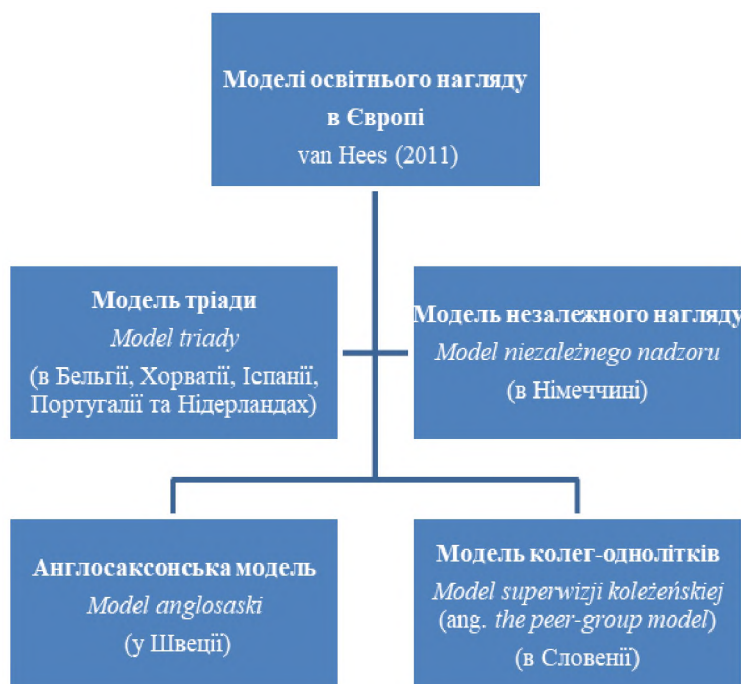 Моделі освітнього нагляду
в Європі
van Hees (2011)
Модель тріади
Model triady
(в Бельгії, Хорватії, Іспанії,
Португалії та Нідерландах)
Модель незалежного нагляду
Model niezależnego nadzoru
(в Німеччині)
Англосаксонська модель
Model anglosaski
(у Швеції)
Модель колег-однолітків
Model superwizji koleżeńskiej
(ang. the peer-group model)
(в Словенії)